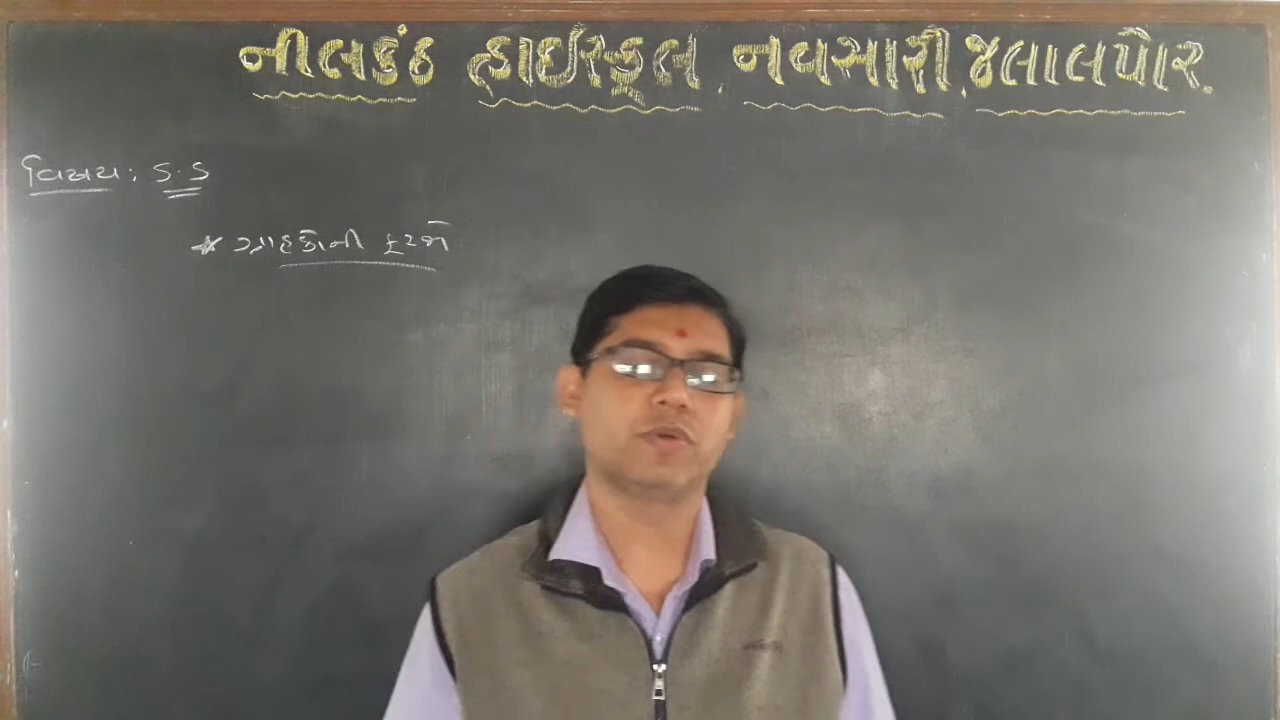 નીલકંઠ હાઈસ્કૂલ. નવસારી. જલાલપોર.
વિષય: S.S
* ગ્રાહકોની ફરજો